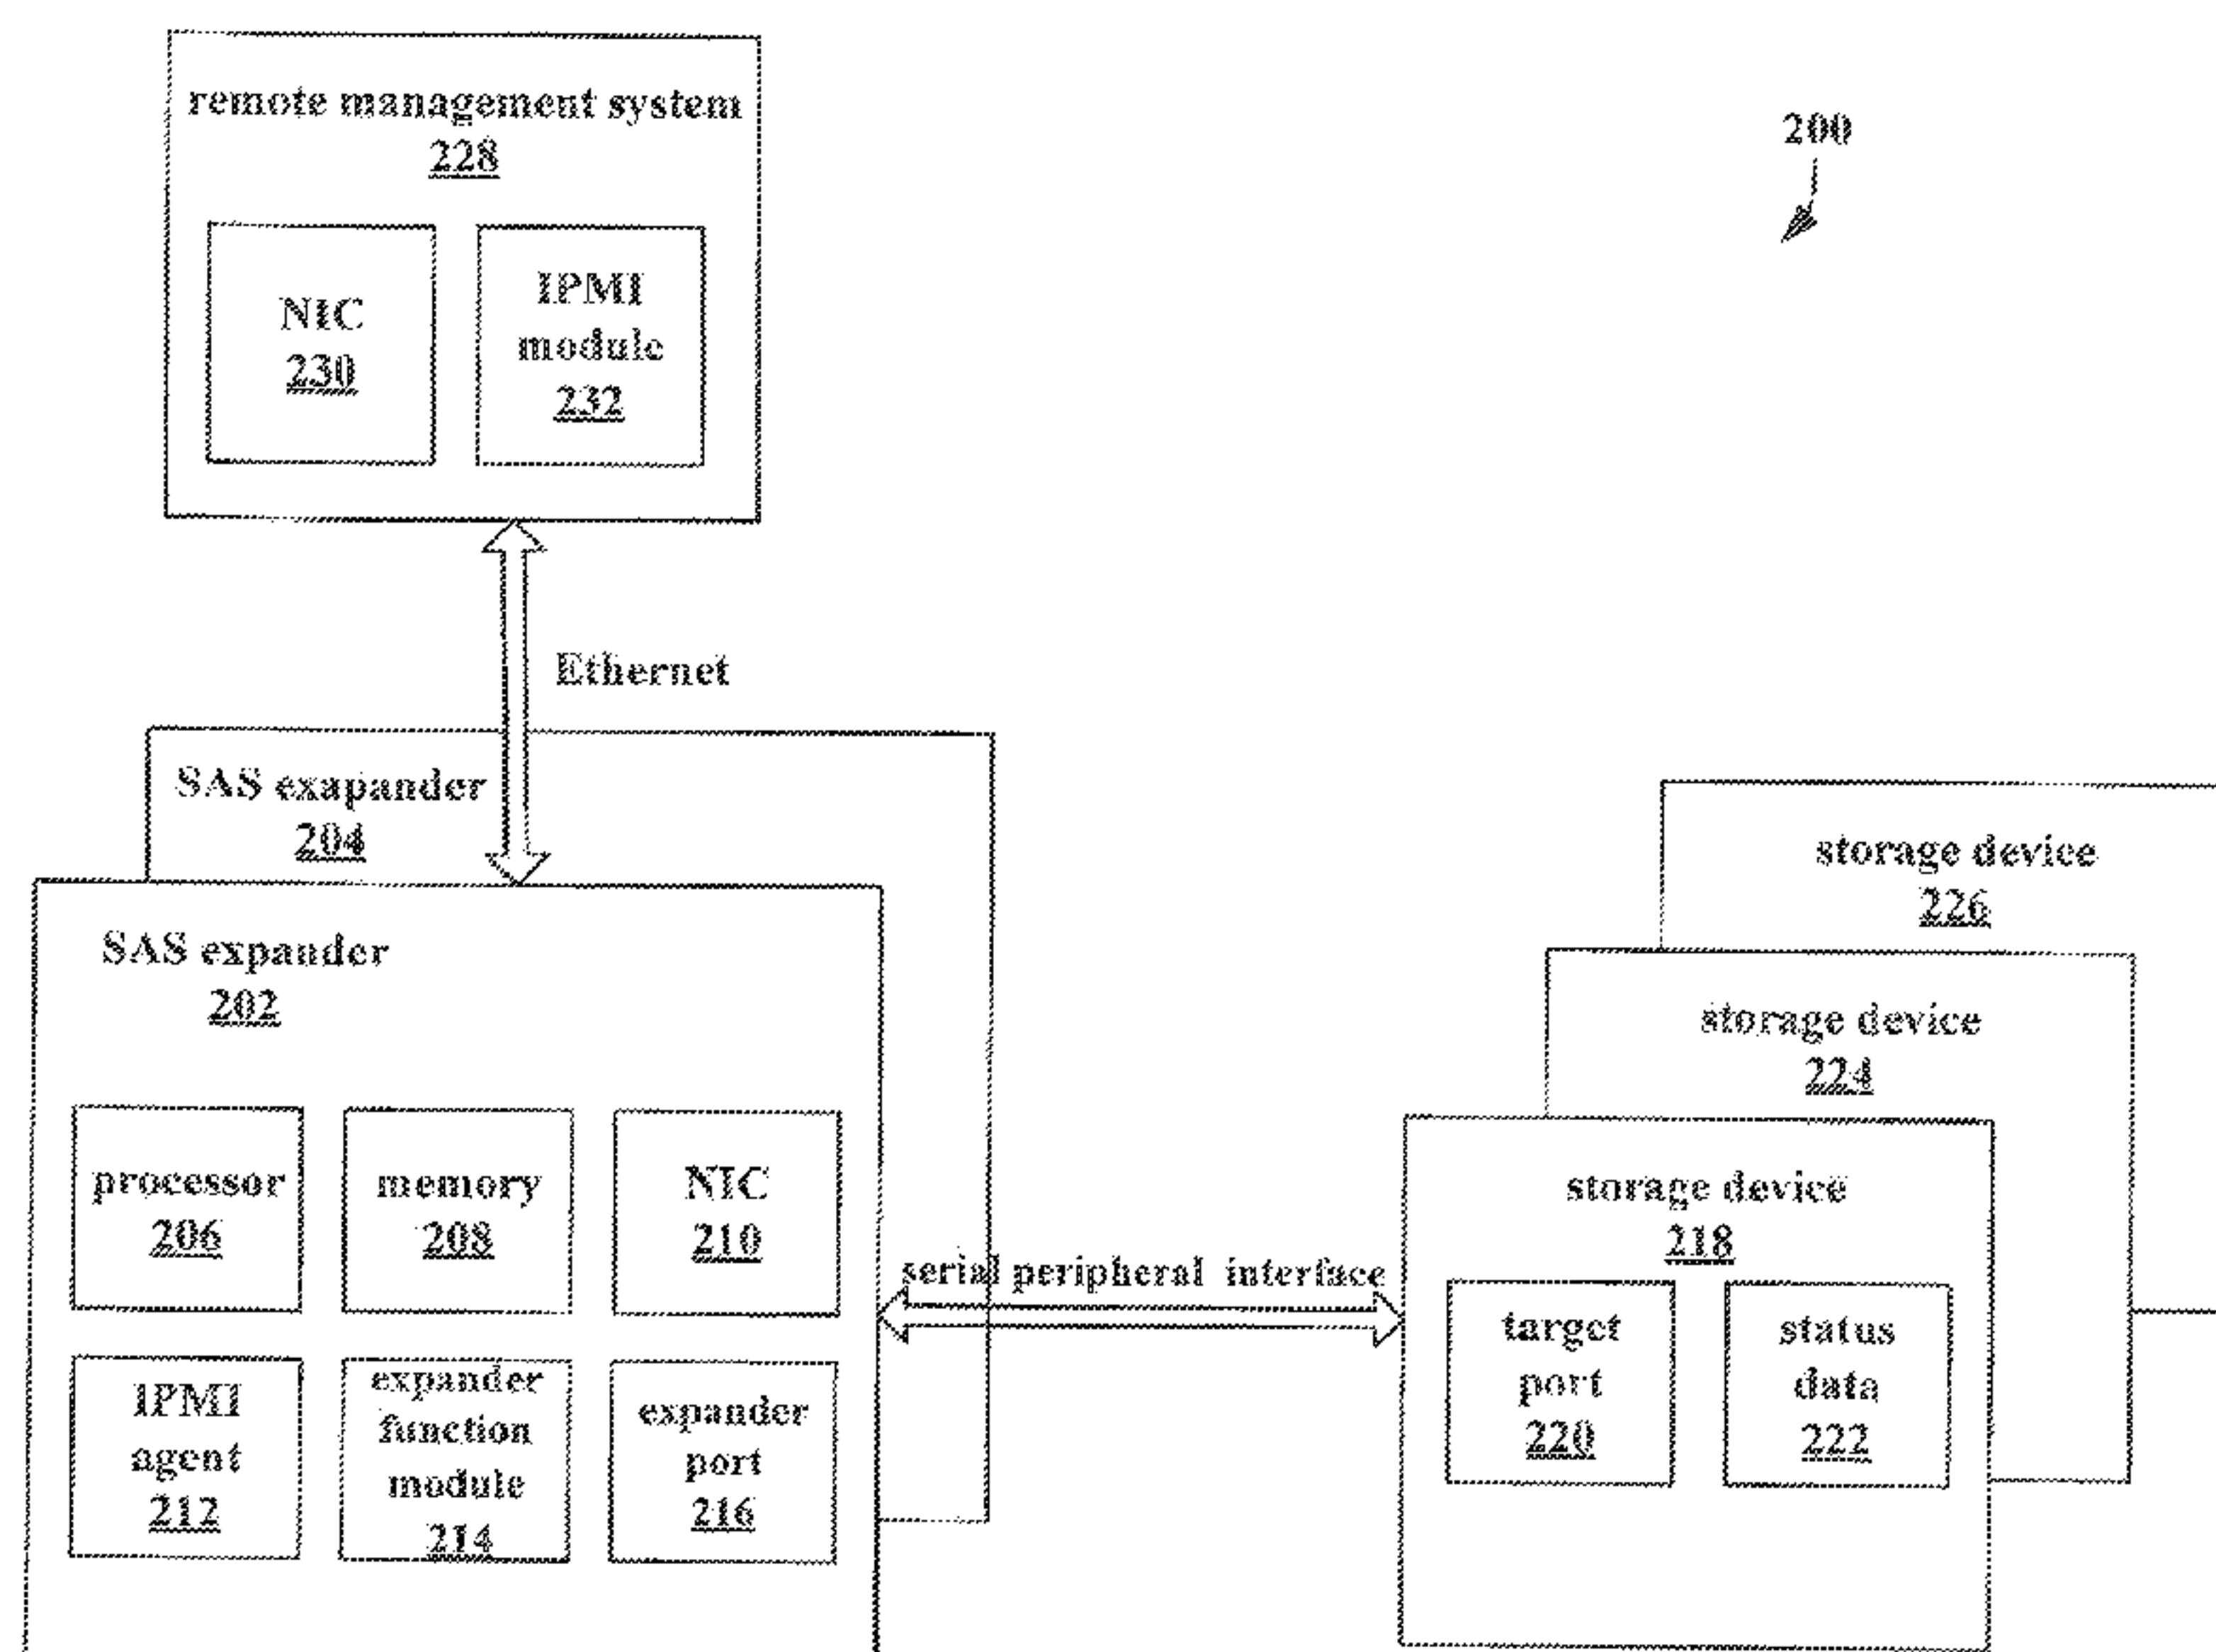 remote management system
228
200
NIC
230
IPMI
module
232
Ethernet
SAS exapander
204
storage device
226
SAS expander
202
storage device
224
processor
206
memory
208
NIC
210
storage device
218
serial peripheral interface
target
port
220
status
data
222
IPMI
agent
212
expander
function
module
214
expander
port
216